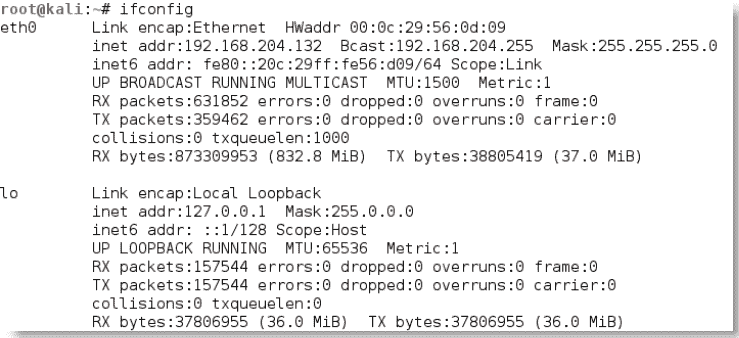 root@kali:~# ifconfig
eth0 Link encap:Ethernet HWaddr 00:0c:29:56:0d:09
inet addr:192.168.204.132 Bcast:192.168.204.255 Mask:255.255.255.0
inet6 addr: fe80::20c:29ff:fe56:d09/64 Scope:Link
UP BROADCAST RUNNING MULTICAST MTU:1500 Metric:1
RX packets:631852 errors:0 dropped:0 overruns:0 frame:0
TX packets:359462 errors:0 dropped:0 overruns:0 carrier:0
collisions:0 txqueuelen:1000
RX bytes:873309953 (832.8 MiB) TX bytes:38805419 (37.0 MiB)
lo Link encap:Local Loopback
inet addr:127.0.0.1 Mask:255.0.0.0
inet6 addr: ::1/128 Scope:Host
UP LOOPBACK RUNNING MTU:65536 Metric:1
RX packets:157544 errors:0 dropped:0 overruns:0 frame:0
TX packets:157544 errors:0 dropped:0 overruns:0 carrier:0
collisions:0 txqueuelen:0
RX bytes:37806955 (36.0 MiB) TX bytes:37806955 (36.0 MiB)